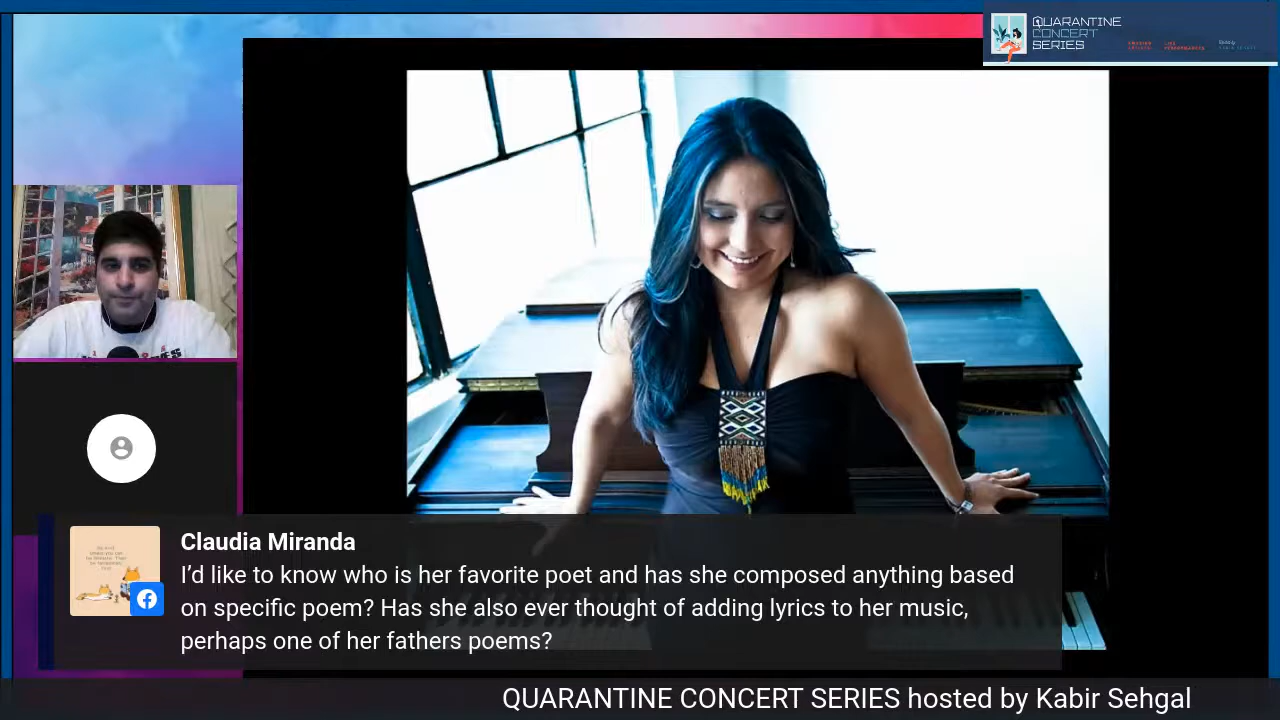 QUARANTINE
CONCERT
SERIES
Claudia Miranda
I’d like to know who is her favorite poet and has she composed anything based
on specific poem? Has she also ever thought of adding lyrics to her music,
perhaps one of her fathers poems?
QUARANTINE CONCERT SERIES hosted by Kabir Sehgal